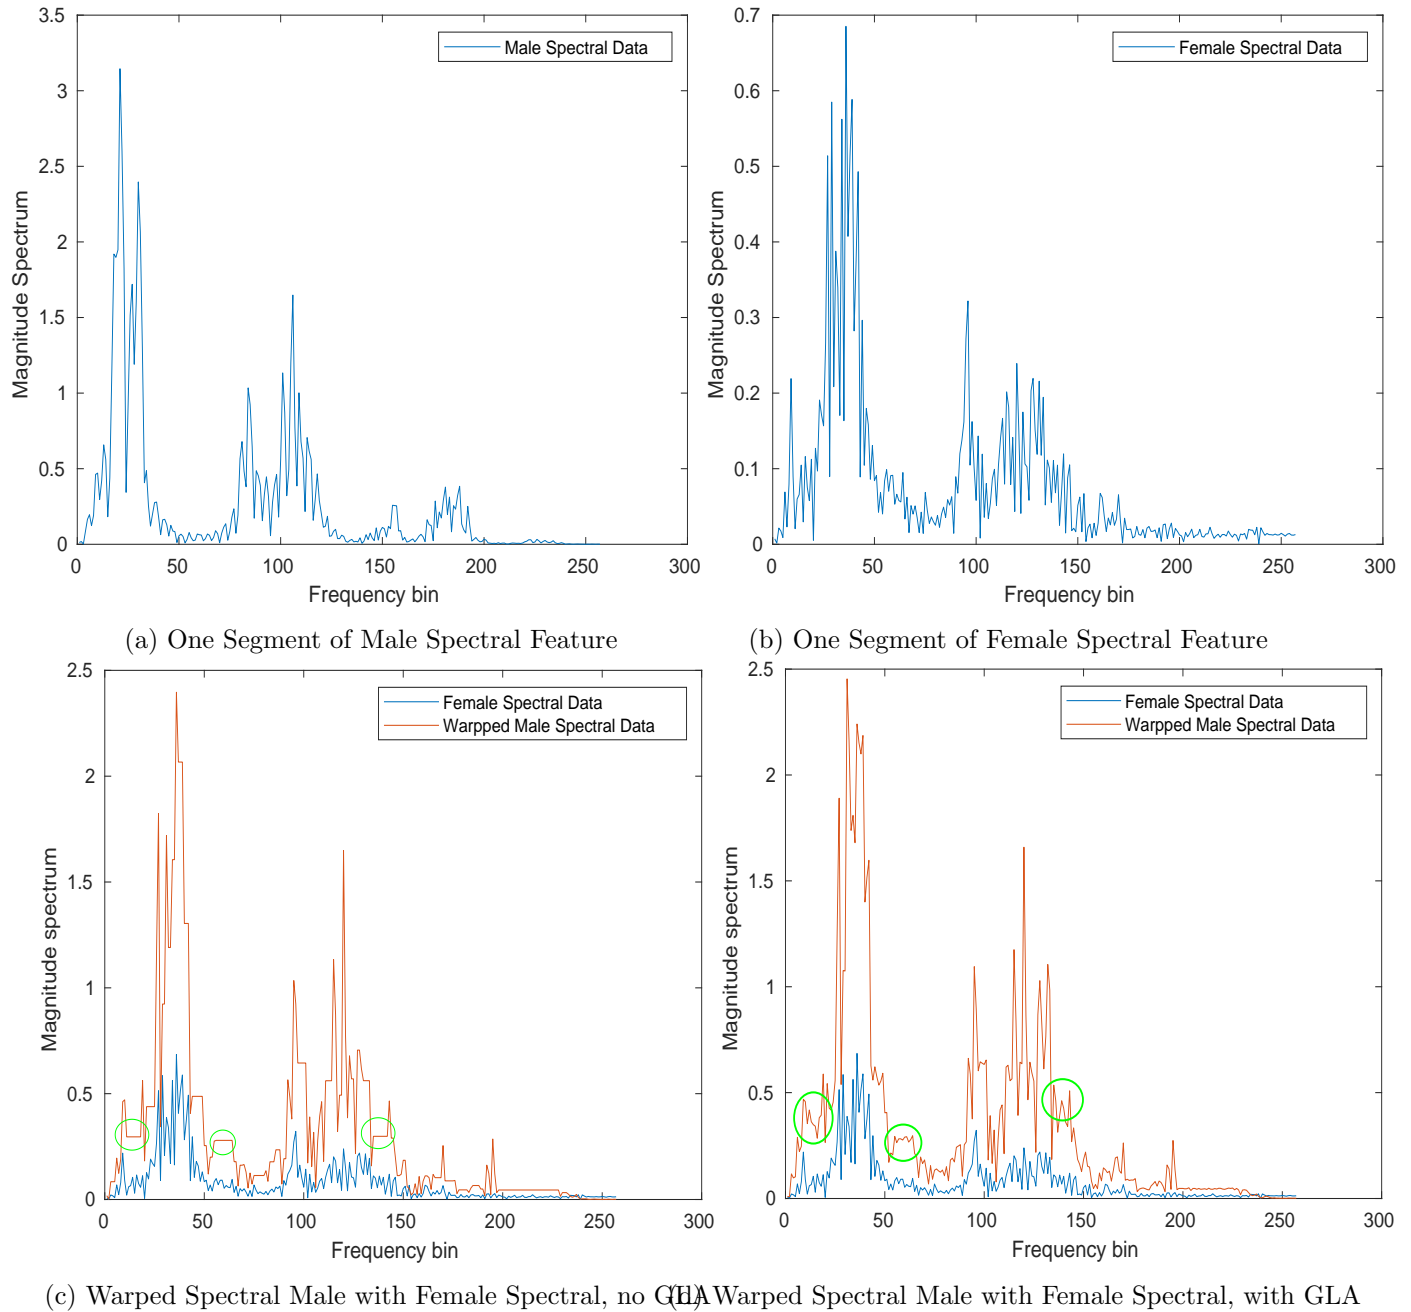 3.5
3
2.5
2
1.5
1
0.5
0
0 50 100 150 200 250 300
Magnitude Spectrum
Frequency bin
Male Spectral Data
(a) One Segment of Male Spectral Feature
0.7
0.6
0.5
0.4
0.3
0.2
0.1
0
0 50 100 150 200 250 300
Magnitude Spectrum
Frequency bin
Female Spectral Data
(b) One Segment of Female Spectral Feature
2.5
2
1.5
1
0.5
0
0 50 100 150 200 250 300
Magnitude spectrum
Frequency bin
Female Spectral Data
Warpped Male Spectral Data
(c) Warped Spectral Male with Female Spectral, no GLA
2.5
2
1.5
1
0.5
0
0 50 100 150 200 250 300
Magnitude spectrum
Frequency bin
Female Spectral Data
Warpped Male Spectral Data
(d) Warped Spectral Male with Female Spectral, with GLA